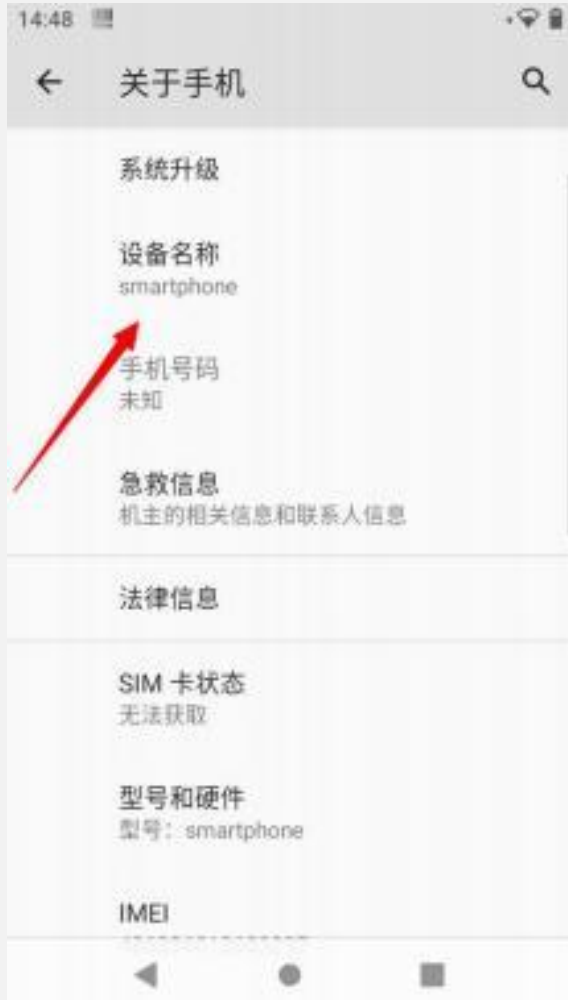 14:48
关于手机
系统升级
设备名称
smartphone
手机号码
未知
急救信息
机主的相关信息和联系人信息
法律信息
SIM 卡状态
无法获取
型号和硬件
型号：smartphone
IMEI